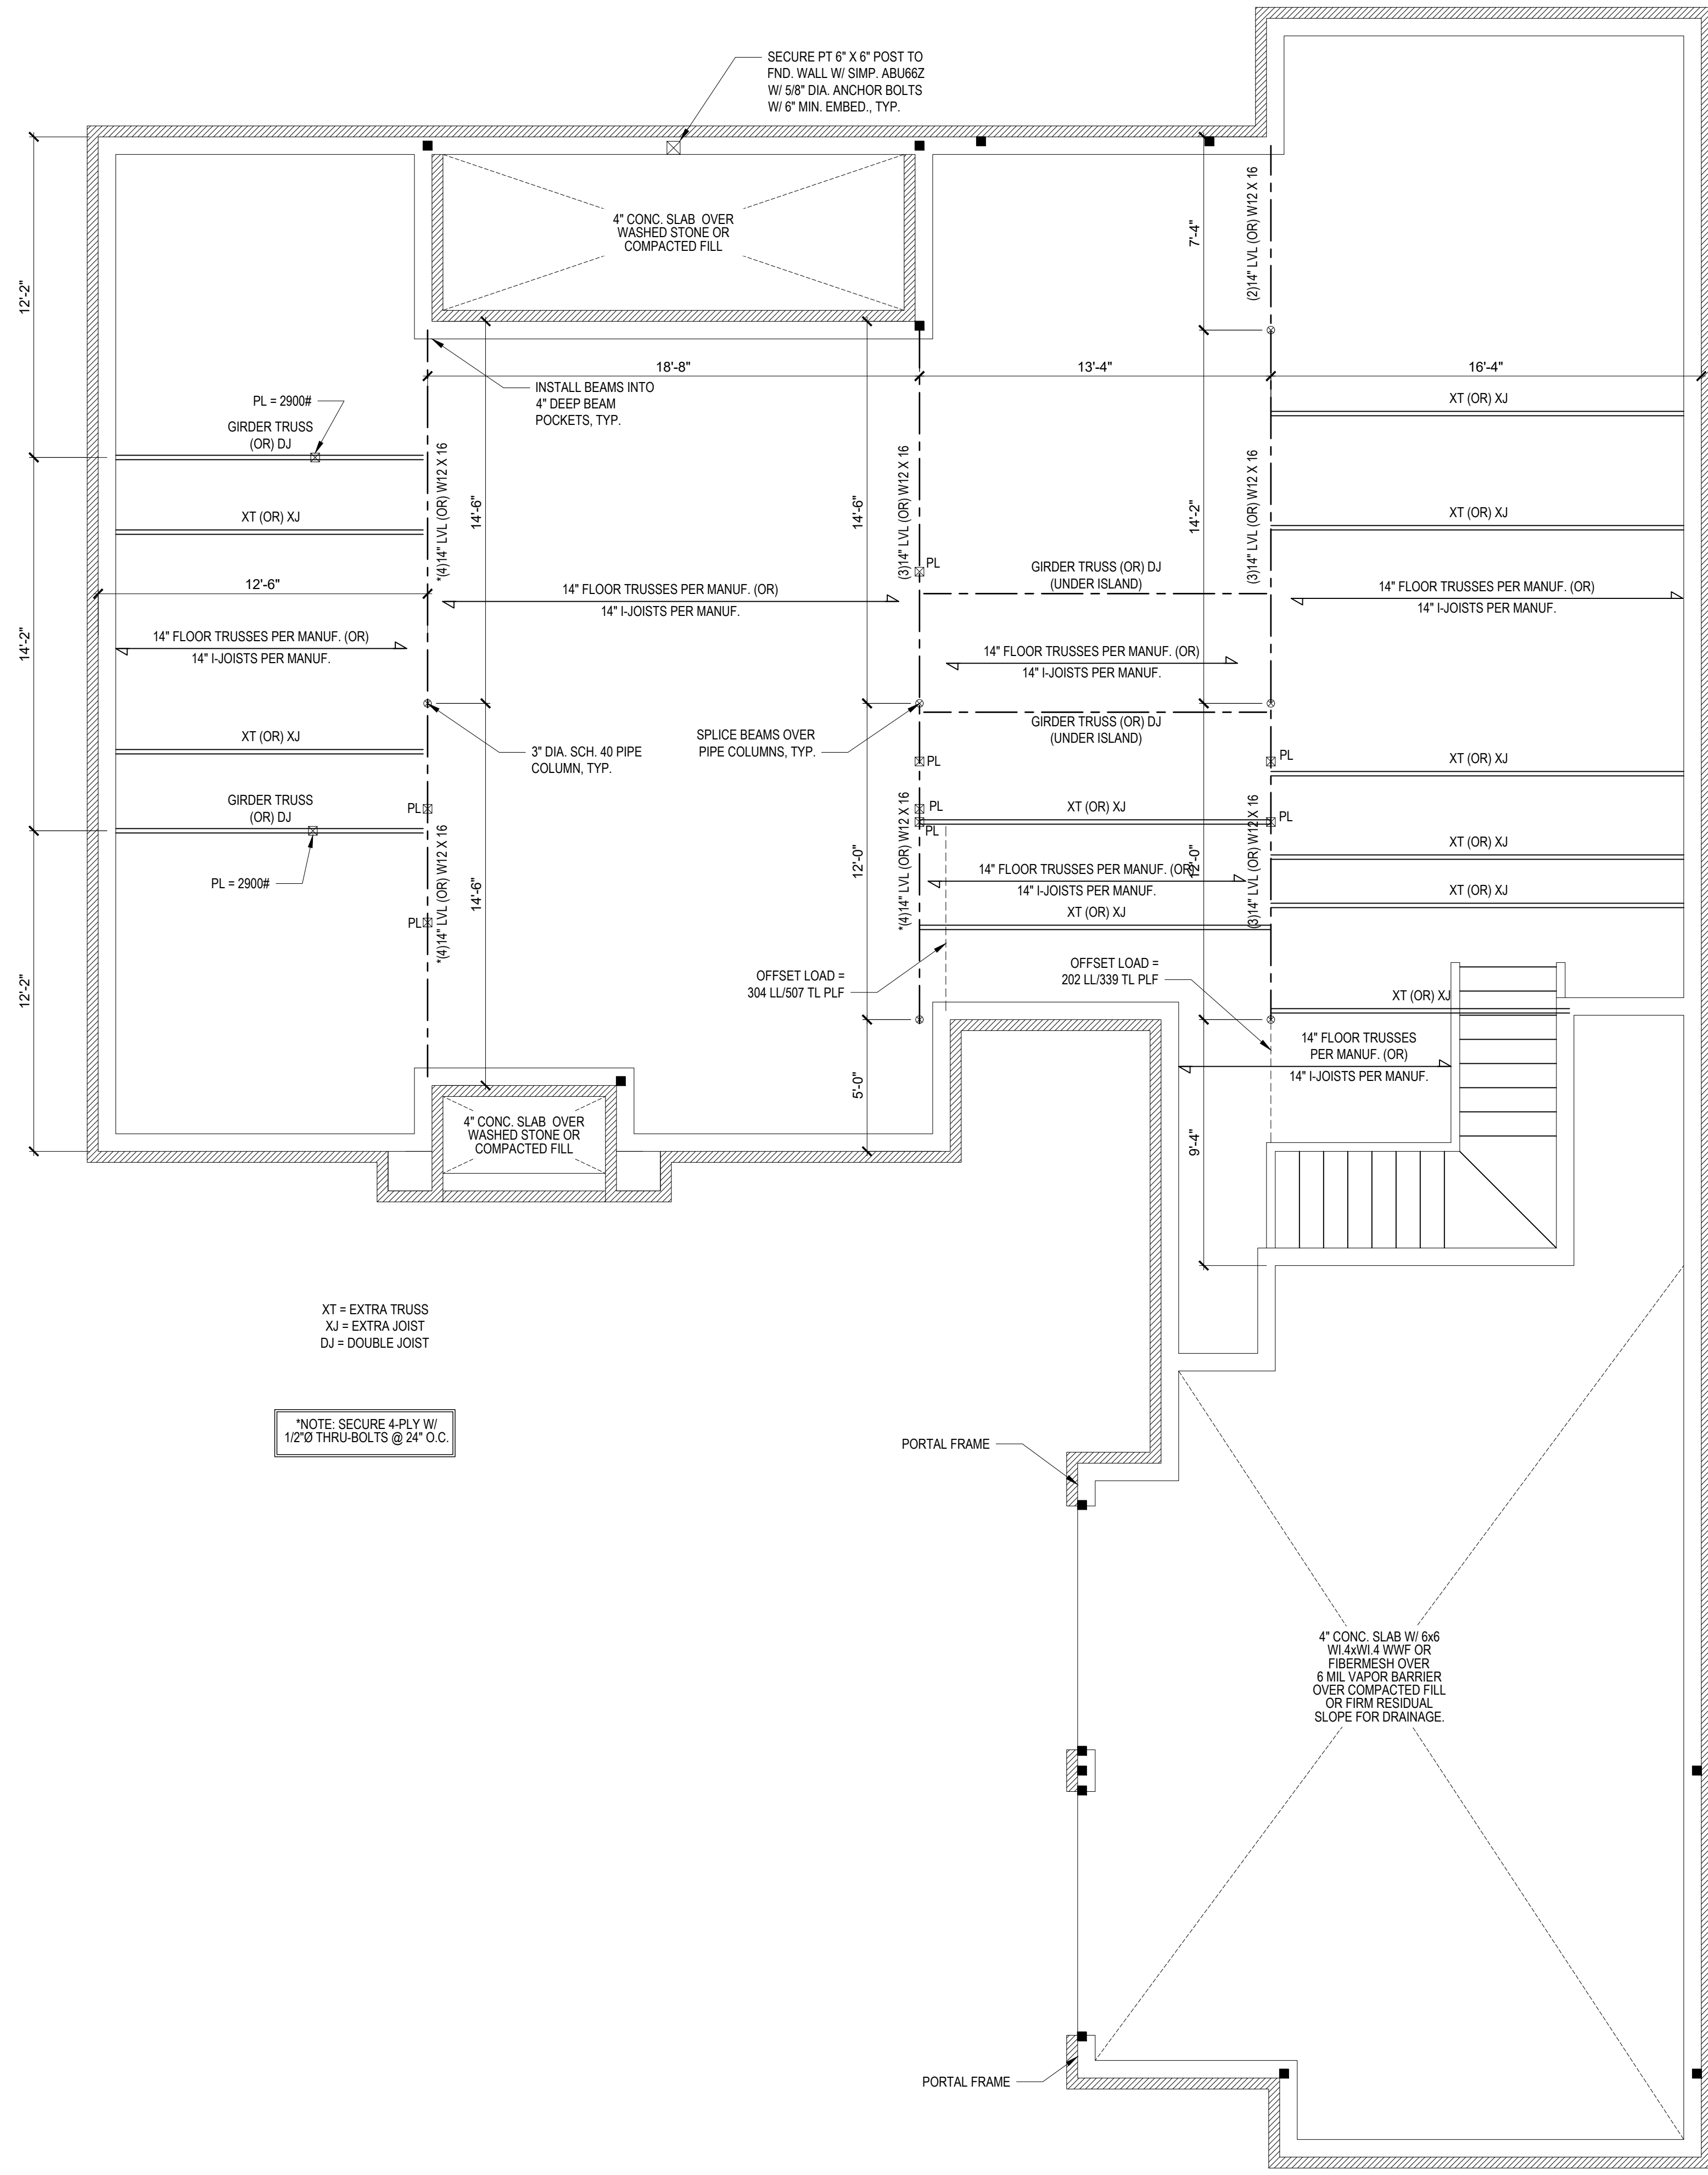 SECURE PT 6" X 6" POST TO
FND. WALL W/ SIMP. ABU66Z
W/ 5/8" DIA. ANCHOR BOLTS
W/ 6" MIN. EMBED., TYP.
4" CONC. SLAB  OVER
WASHED STONE OR
COMPACTED FILL
(2)14" LVL (OR) W12 X 16
7'-4"
12'-2"
18'-8"
13'-4"
16'-4"
INSTALL BEAMS INTO
4" DEEP BEAM
POCKETS, TYP.
PL = 2900#
GIRDER TRUSS
(OR) DJ
XT (OR) XJ
*(4)14" LVL (OR) W12 X 16
14'-6"
14'-6"
(3)14" LVL (OR) W12 X 16
14'-2"
(3)14" LVL (OR) W12 X 16
XT (OR) XJ
XT (OR) XJ
PL
GIRDER TRUSS (OR) DJ
(UNDER ISLAND)
12'-6"
14" FLOOR TRUSSES PER MANUF. (OR)
14" I-JOISTS PER MANUF.
14" FLOOR TRUSSES PER MANUF. (OR)
14" I-JOISTS PER MANUF.
14'-2"
14" FLOOR TRUSSES PER MANUF. (OR)
14" I-JOISTS PER MANUF.
14" FLOOR TRUSSES PER MANUF. (OR)
14" I-JOISTS PER MANUF.
XT (OR) XJ
3" DIA. SCH. 40 PIPE
COLUMN, TYP.
SPLICE BEAMS OVER
PIPE COLUMNS, TYP.
GIRDER TRUSS (OR) DJ
(UNDER ISLAND)
PL
PL
XT (OR) XJ
GIRDER TRUSS
(OR) DJ
PL
PL
XT (OR) XJ
PL
PL
PL = 2900#
PL
*(4)14" LVL (OR) W12 X 16
14'-6"
12'-0"
*(4)14" LVL (OR) W12 X 16
14" FLOOR TRUSSES PER MANUF. (OR)
14" I-JOISTS PER MANUF.
12'-0"
(3)14" LVL (OR) W12 X 16
XT (OR) XJ
XT (OR) XJ
XT (OR) XJ
12'-2"
OFFSET LOAD =
304 LL/507 TL PLF
OFFSET LOAD =
202 LL/339 TL PLF
XT (OR) XJ
14" FLOOR TRUSSES
PER MANUF. (OR)
14" I-JOISTS PER MANUF.
5'-0"
9'-4"
4" CONC. SLAB  OVER
WASHED STONE OR
COMPACTED FILL
XT = EXTRA TRUSS
XJ = EXTRA JOIST
DJ = DOUBLE JOIST
*NOTE: SECURE 4-PLY W/
1/2"Ø THRU-BOLTS @ 24" O.C.
PORTAL FRAME
4" CONC. SLAB W/ 6x6
WI.4xWI.4 WWF OR
FIBERMESH OVER
6 MIL VAPOR BARRIER
OVER COMPACTED FILL
OR FIRM RESIDUAL
SLOPE FOR DRAINAGE.
PORTAL FRAME